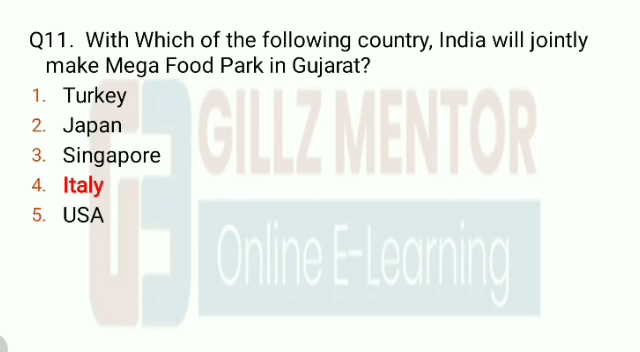 Q11. With Which of the following country, India will jointly
make Mega Food Park in Gujarat?
1. Turkey
2. Japan
3. Singapore
4. Italy
5. USA
GILLZ MENTOR
Online E-Learning